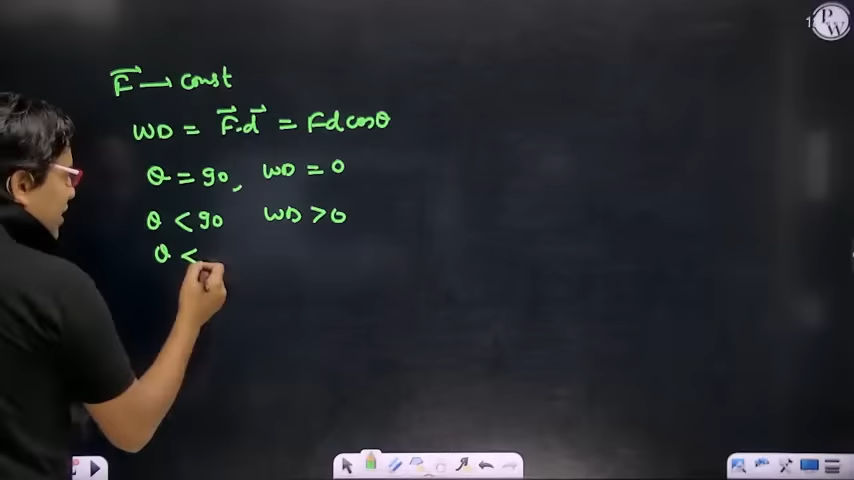 P
W
F⃗ → const
WD = F⃗.d⃗ = Fd cosθ
θ = 90, WD = 0
θ < 90 WD > 0
θ <